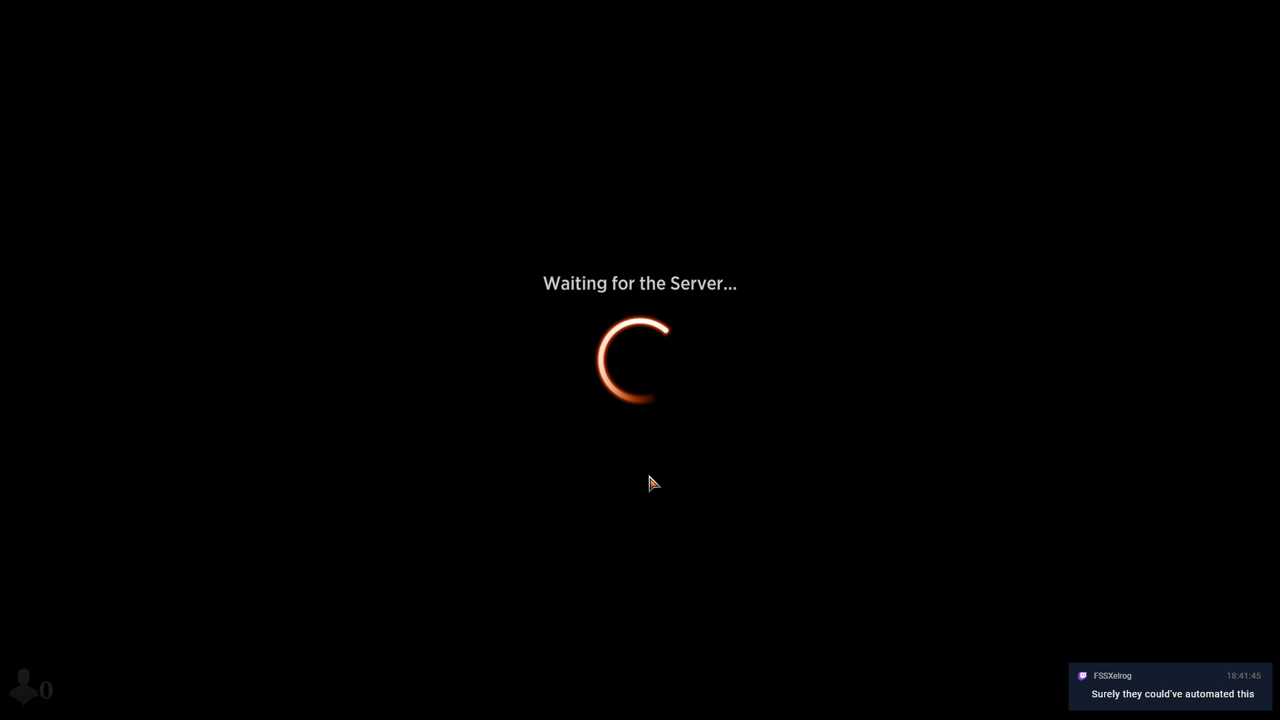 Waiting for the Server...
0
FSSXelrog 18:41:45
Surely they could've automated this